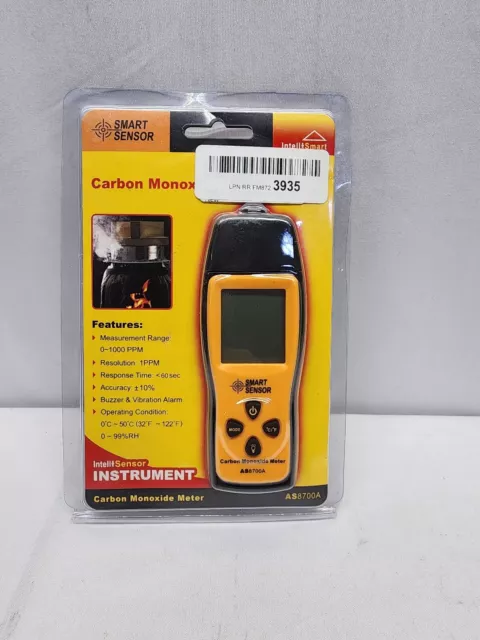 SMART
SENSOR
Intell Smart
LPN RR FM872 3935
Carbon Monox
Features:
Measurement Range:
0~1000 PPM
Resolution: 1PPM
Response Time: <60sec
Accuracy ±10%
Buzzer & Vibration Alarm
Operating Condition:
0°C ~ 50°C (32°F ~122°F)
0 ~ 99%RH
SMART
SENSOR
MODE
°C/°F
Carbon Monoxide Meter
AS8700A
Intell Sensor
INSTRUMENT
Carbon Monoxide Meter
AS8700A